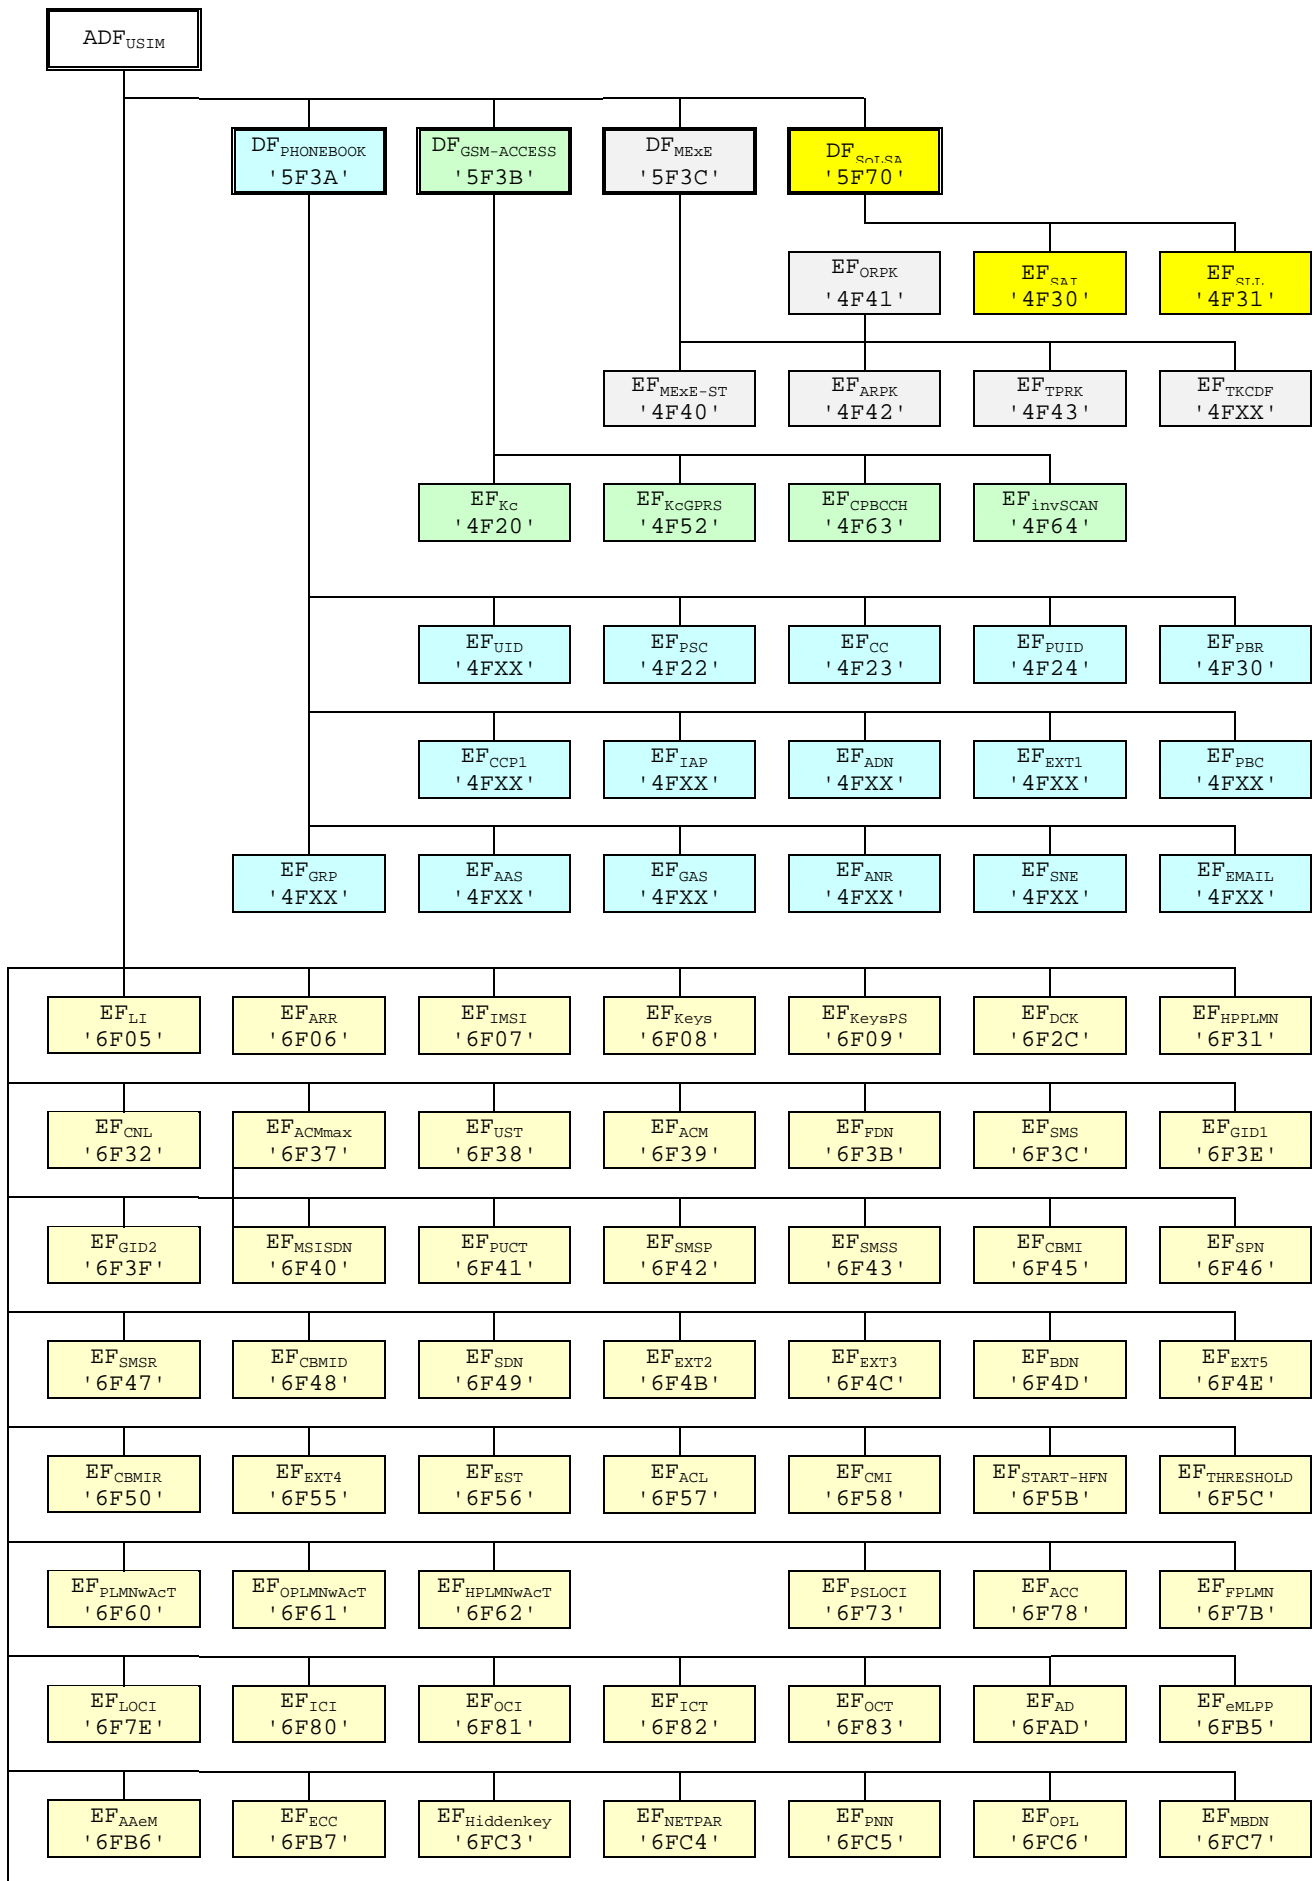 ADFUSIM
DFPHONEBOOK DFGSM-ACCESS DFMExE DFSoLSA
'5F3A' '5F3B' '5F3C' '5F70'
EFORPK EFSAI EFSLL
'4F41' '4F30' '4F31'
EFMExE-ST EFARPK EFTPRK EFTKCDF
'4F40' '4F42' '4F43' '4FXX'
EFKc EFKcGPRS EFCPBCCH EFinvSCAN
'4F20' '4F52' '4F63' '4F64'
EFUID EFPSC EFCC EFPUID EFPBR
'4FXX' '4F22' '4F23' '4F24' '4F30'
EFCCP1 EFIAP EFADN EFEXT1 EFPBC
'4FXX' '4FXX' '4FXX' '4FXX' '4FXX'
EFGRP EFAAS EFGAS EFANR EFSNE EFEMAIL
'4FXX' '4FXX' '4FXX' '4FXX' '4FXX' '4FXX'
EFLI EFARR EFIMSI EFKeys EFKeysPS EFDCK EFHPPLMN
'6F05' '6F06' '6F07' '6F08' '6F09' '6F2C' '6F31'
EFCNL EFACMmax EFUST EFACM EFFDN EFSMS EFGID1
'6F32' '6F37' '6F38' '6F39' '6F3B' '6F3C' '6F3E'
EFGID2 EFMSISDN EFPUCT EFSMSP EFSMSS EFCBMI EFSPN
'6F3F' '6F40' '6F41' '6F42' '6F43' '6F45' '6F46'
EFSMSR EFCBMID EFSDN EFEXT2 EFEXT3 EFBDN EFEXT5
'6F47' '6F48' '6F49' '6F4B' '6F4C' '6F4D' '6F4E'
EFCBMIR EFEXT4 EFEST EFACL EFCMI EFSTART-HFN EFTHRESHOLD
'6F50' '6F55' '6F56' '6F57' '6F58' '6F5B' '6F5C'
EFPLMNwAcT EFOPLMNwAcT EFHPLMNwAcT EFPSLOCI EFACC EFFPLMN
'6F60' '6F61' '6F62' '6F73' '6F78' '6F7B'
EFLOCI EFICI EFOCI EFICT EFOCT EFAD EFeMLPP
'6F7E' '6F80' '6F81' '6F82' '6F83' '6FAD' '6FB5'
EFAAeM EFECC EFHiddenkey EFNETPAR EFPNN EFOPL EFMBDN
'6FB6' '6FB7' '6FC3' '6FC4' '6FC5' '6FC6' '6FC7'